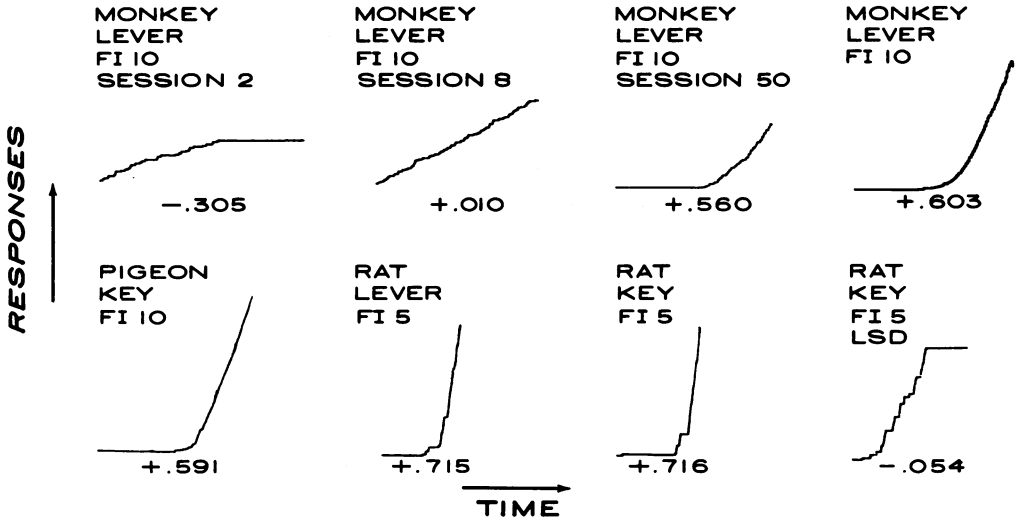 MONKEY
LEVER
FI 10
SESSION 2
-.305
MONKEY
LEVER
FI 10
SESSION 8
+.010
MONKEY
LEVER
FI 10
SESSION 50
+.560
MONKEY
LEVER
FI 10
+.603
RESPONSES
PIGEON
KEY
FI 10
+.591
RAT
LEVER
FI 5
+.715
RAT
KEY
FI 5
+.716
RAT
KEY
FI 5
LSD
-.054
TIME